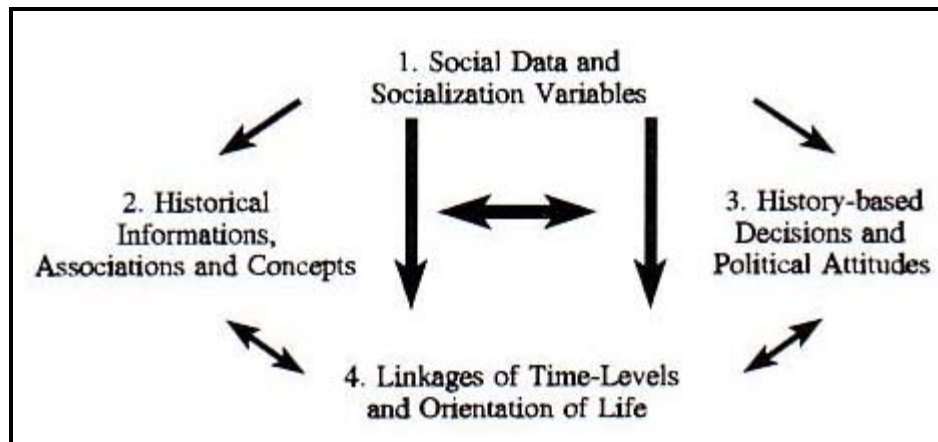 1. Social Data and
Socialization Variables
2. Historical
Informations,
Associations and Concepts
3. History-based
Decisions and
Political Attitudes
4. Linkages of Time-Levels
and Orientation of Life